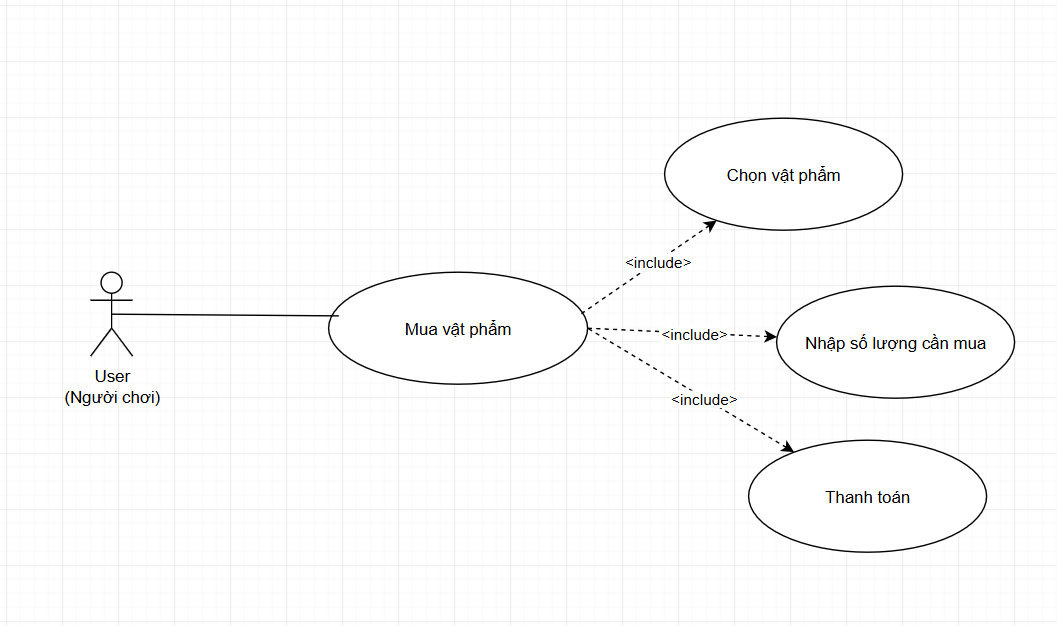 Chọn vật phẩm
<include>
Mua vật phẩm
<include>
Nhập số lượng cần mua
User
(Người chơi)
<include>
Thanh toán